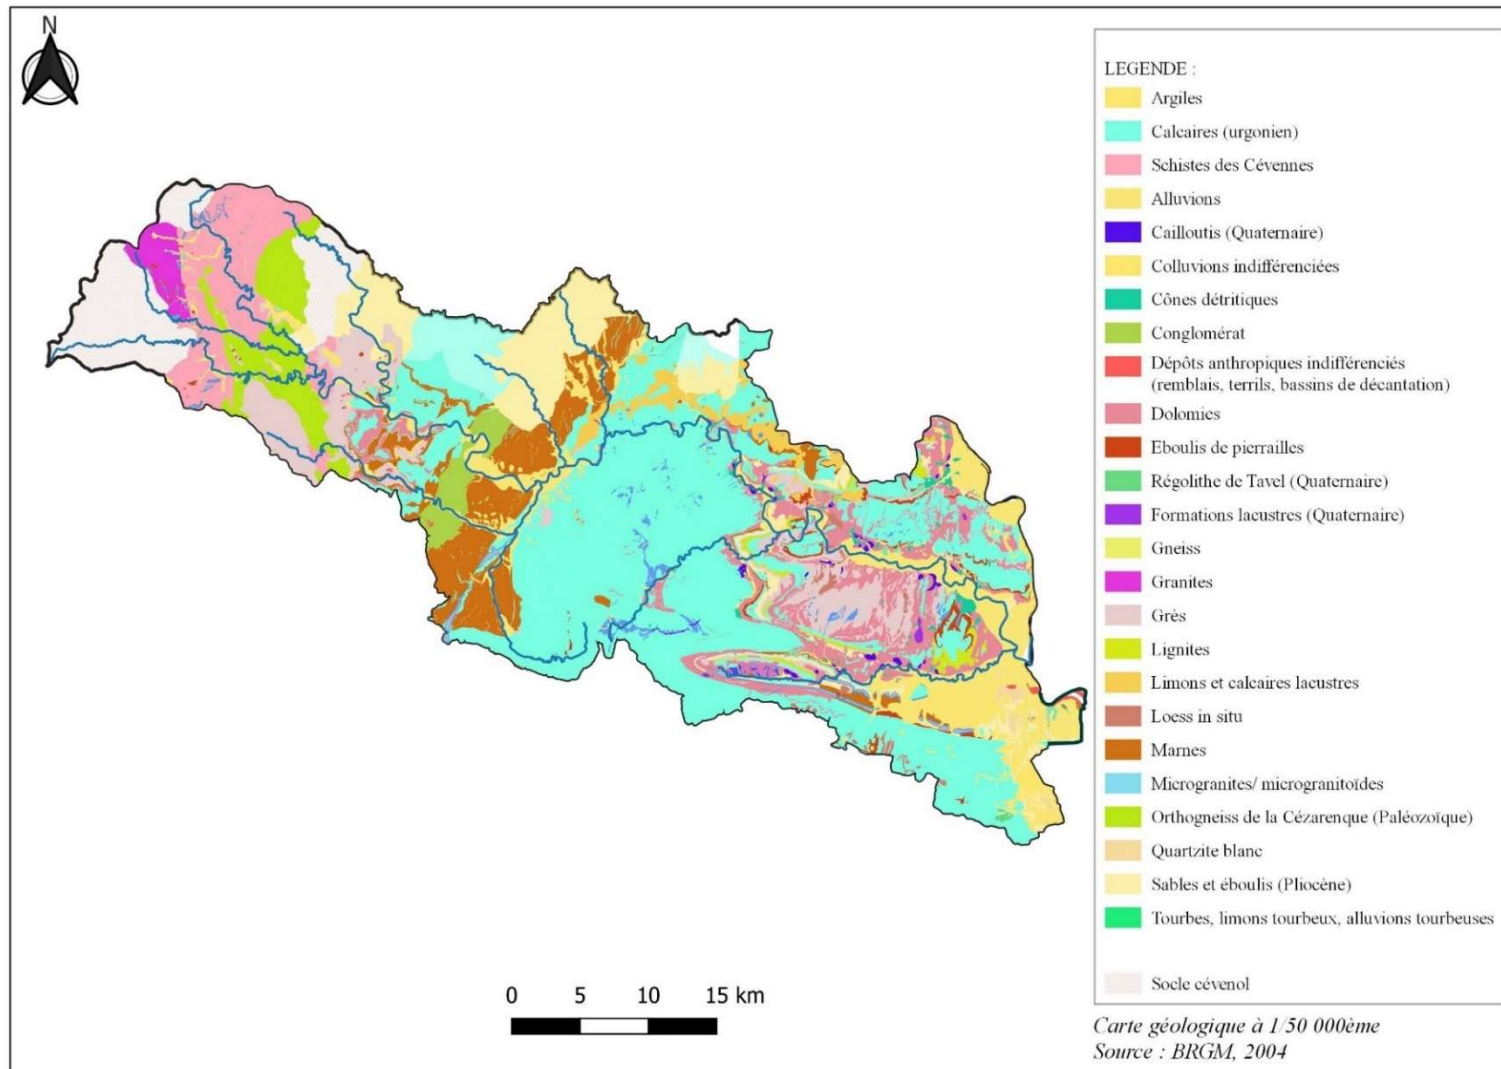 N
LEGENDE :
Argiles
Calcaires (urgonien)
Schistes des Cévennes
Alluvions
Cailloutis (Quaternaire)
Colluvions indifférenciées
Cônes détritiques
Conglomérat
Dépôts anthropiques indifférenciés
(remblais, terrils, bassins de décantation)
Dolomies
Eboulis de pierrailles
Régolithe de Tavel (Quaternaire)
Formations lacustres (Quaternaire)
Gneiss
Granites
Grès
Lignites
Limons et calcaires lacustres
Loess in situ
Marnes
Microgranites/ microgranitoïdes
Orthogneiss de la Cézarenque (Paléozoïque)
Quartzite blanc
Sables et éboulis (Pliocène)
Tourbes, limons tourbeux, alluvions tourbeuses
Socle cévenol
0 5 10 15 km
Carte géologique à 1/50 000ème
Source : BRGM, 2004